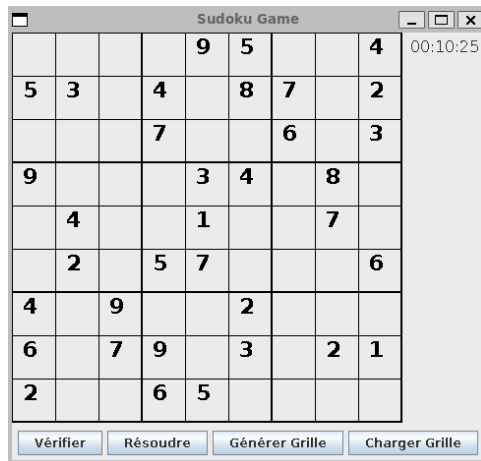 Sudoku Game
9 5 4 00:10:25
5 3 4 8 7 2
7 6 3
9 3 4 8
4 1 7
2 5 7 6
4 9 2
6 7 9 3 2 1
2 6 5
Vérifier Résoudre Générer Grille Charger Grille